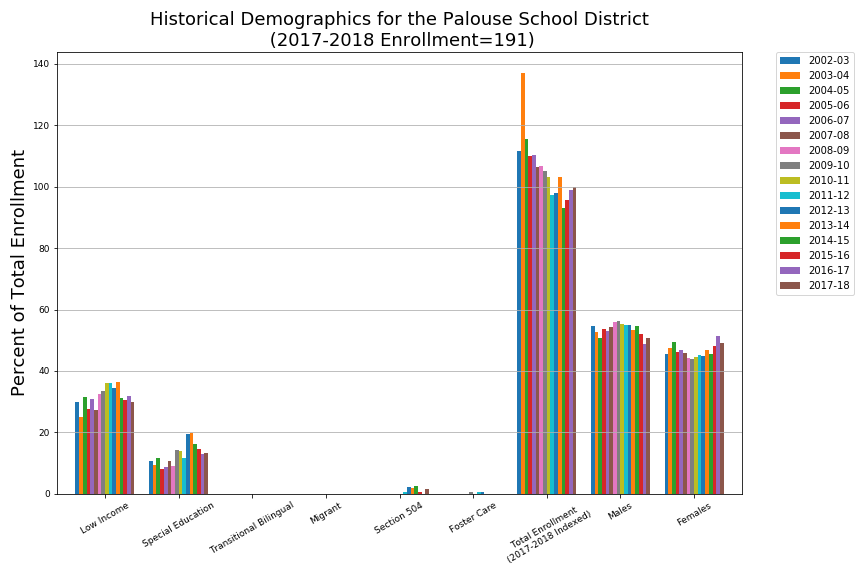 Historical Demographics for the Palouse School District
(2017-2018 Enrollment=191)
Percent of Total Enrollment
140
120
100
80
60
40
20
0
Low Income
Special Education
Transitional Bilingual
Migrant
Section 504
Foster Care
Total Enrollment
(2017-2018 Indexed)
Males
Females
2002-03
2003-04
2004-05
2005-06
2006-07
2007-08
2008-09
2009-10
2010-11
2011-12
2012-13
2013-14
2014-15
2015-16
2016-17
2017-18